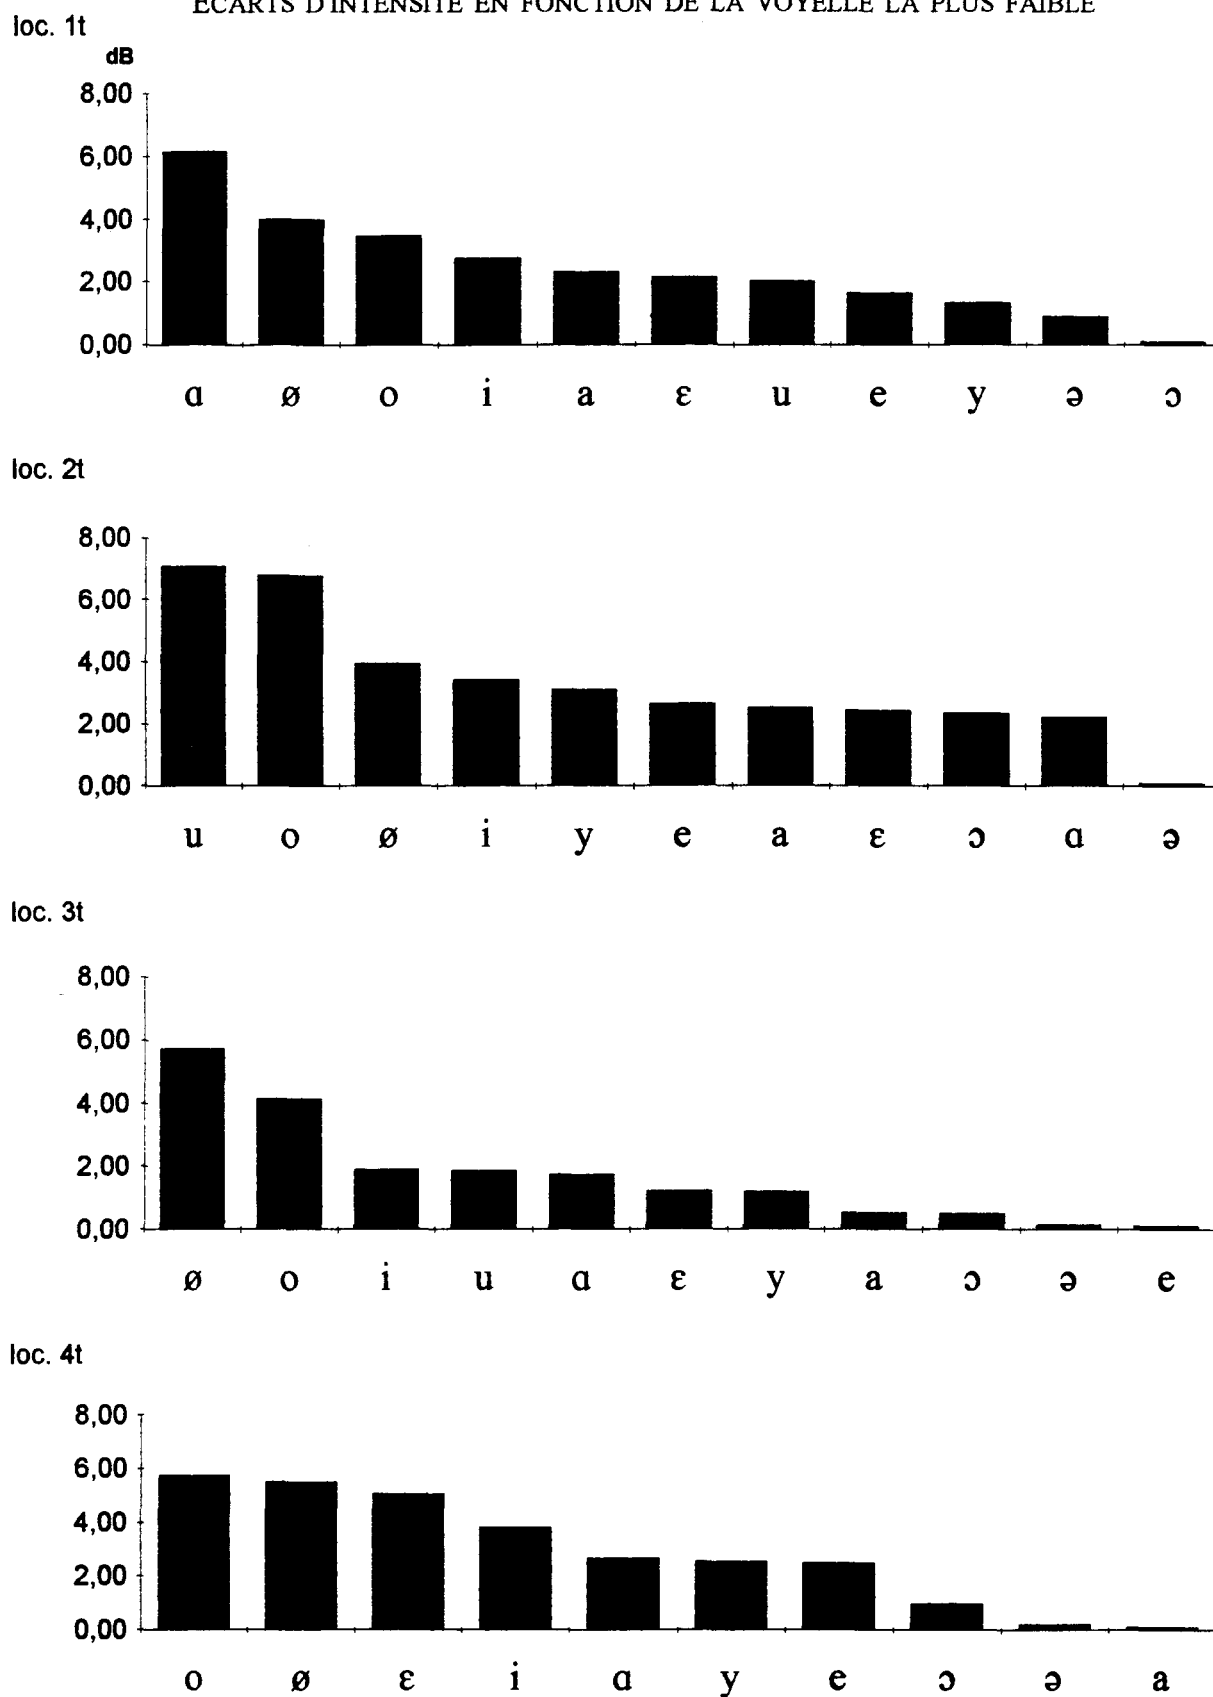 ECARTS D'INTENSITE EN FONCTION DE LA VOYELLE LA PLUS FAIBLE
loc. 1t
dB
8,00
6,00
4,00
2,00
0,00
ɑ ø o i a ɛ u e y ə ɔ
loc. 2t
8,00
6,00
4,00
2,00
0,00
u o ø i y e a ɛ ɔ ɑ ə
loc. 3t
8,00
6,00
4,00
2,00
0,00
ø o i u ɑ ɛ y a ɔ ə e
loc. 4t
8,00
6,00
4,00
2,00
0,00
o ø ɛ i ɑ y e ɔ ə a